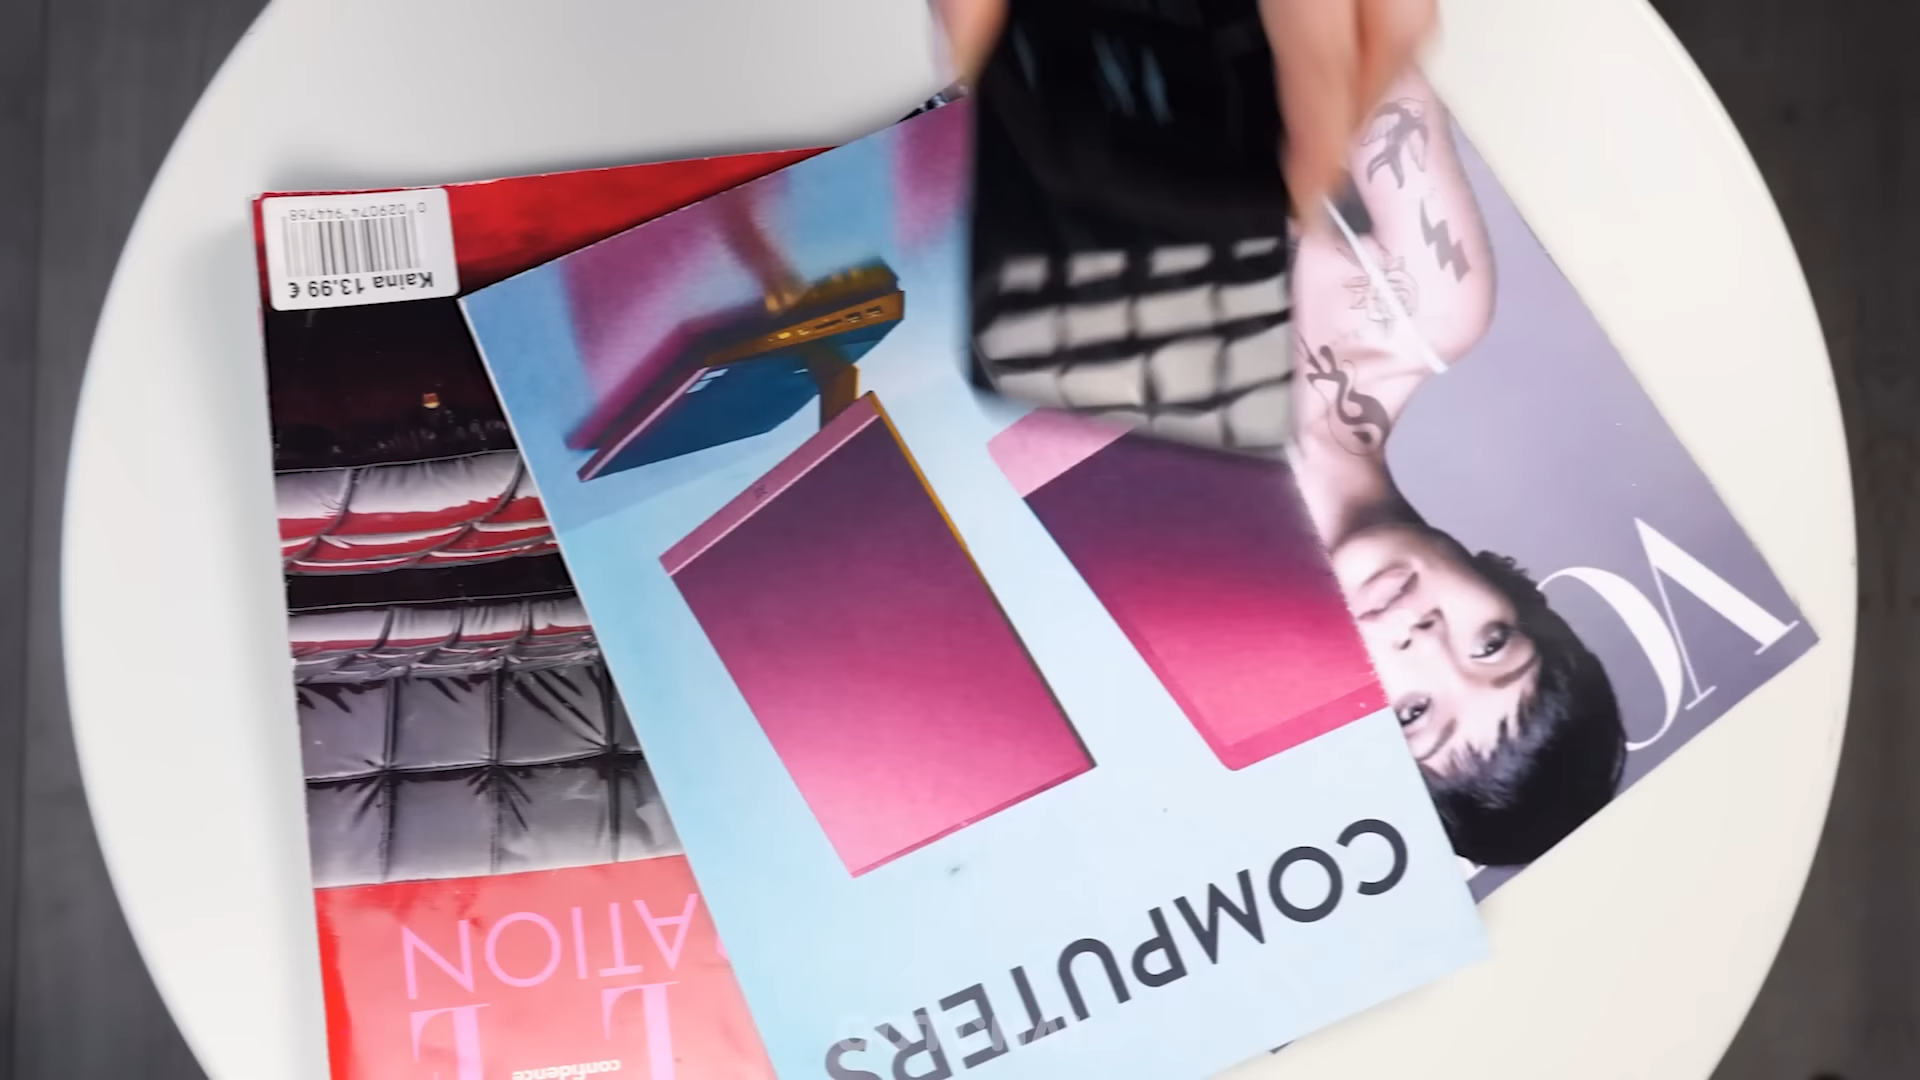 0 029074 944768
Kaina 13.99 €
VO
COMPUTERS
ATION
L L
confidence